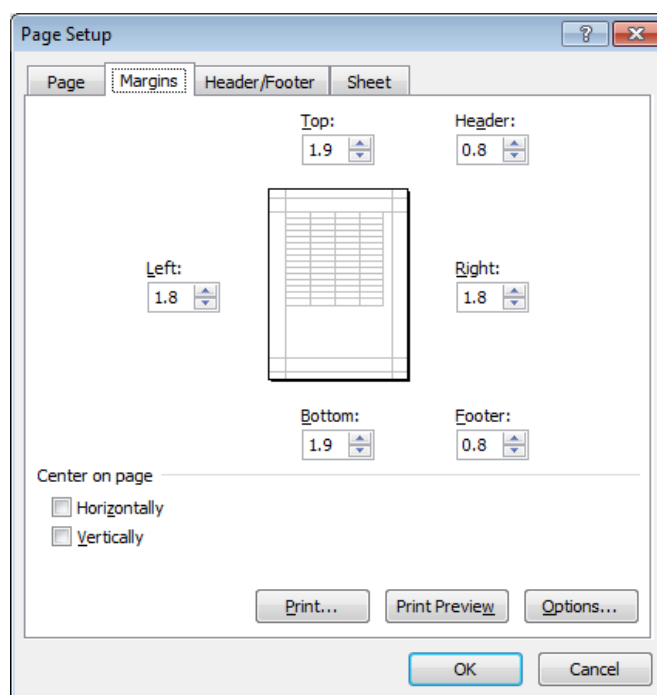 Page Setup
Page Margins Header/Footer Sheet
Top: Header:
1.9 0.8
Left: Right:
1.8 1.8
Bottom: Footer:
1.9 0.8
Center on page
Horizontally
Vertically
Print... Print Preview Options...
OK Cancel